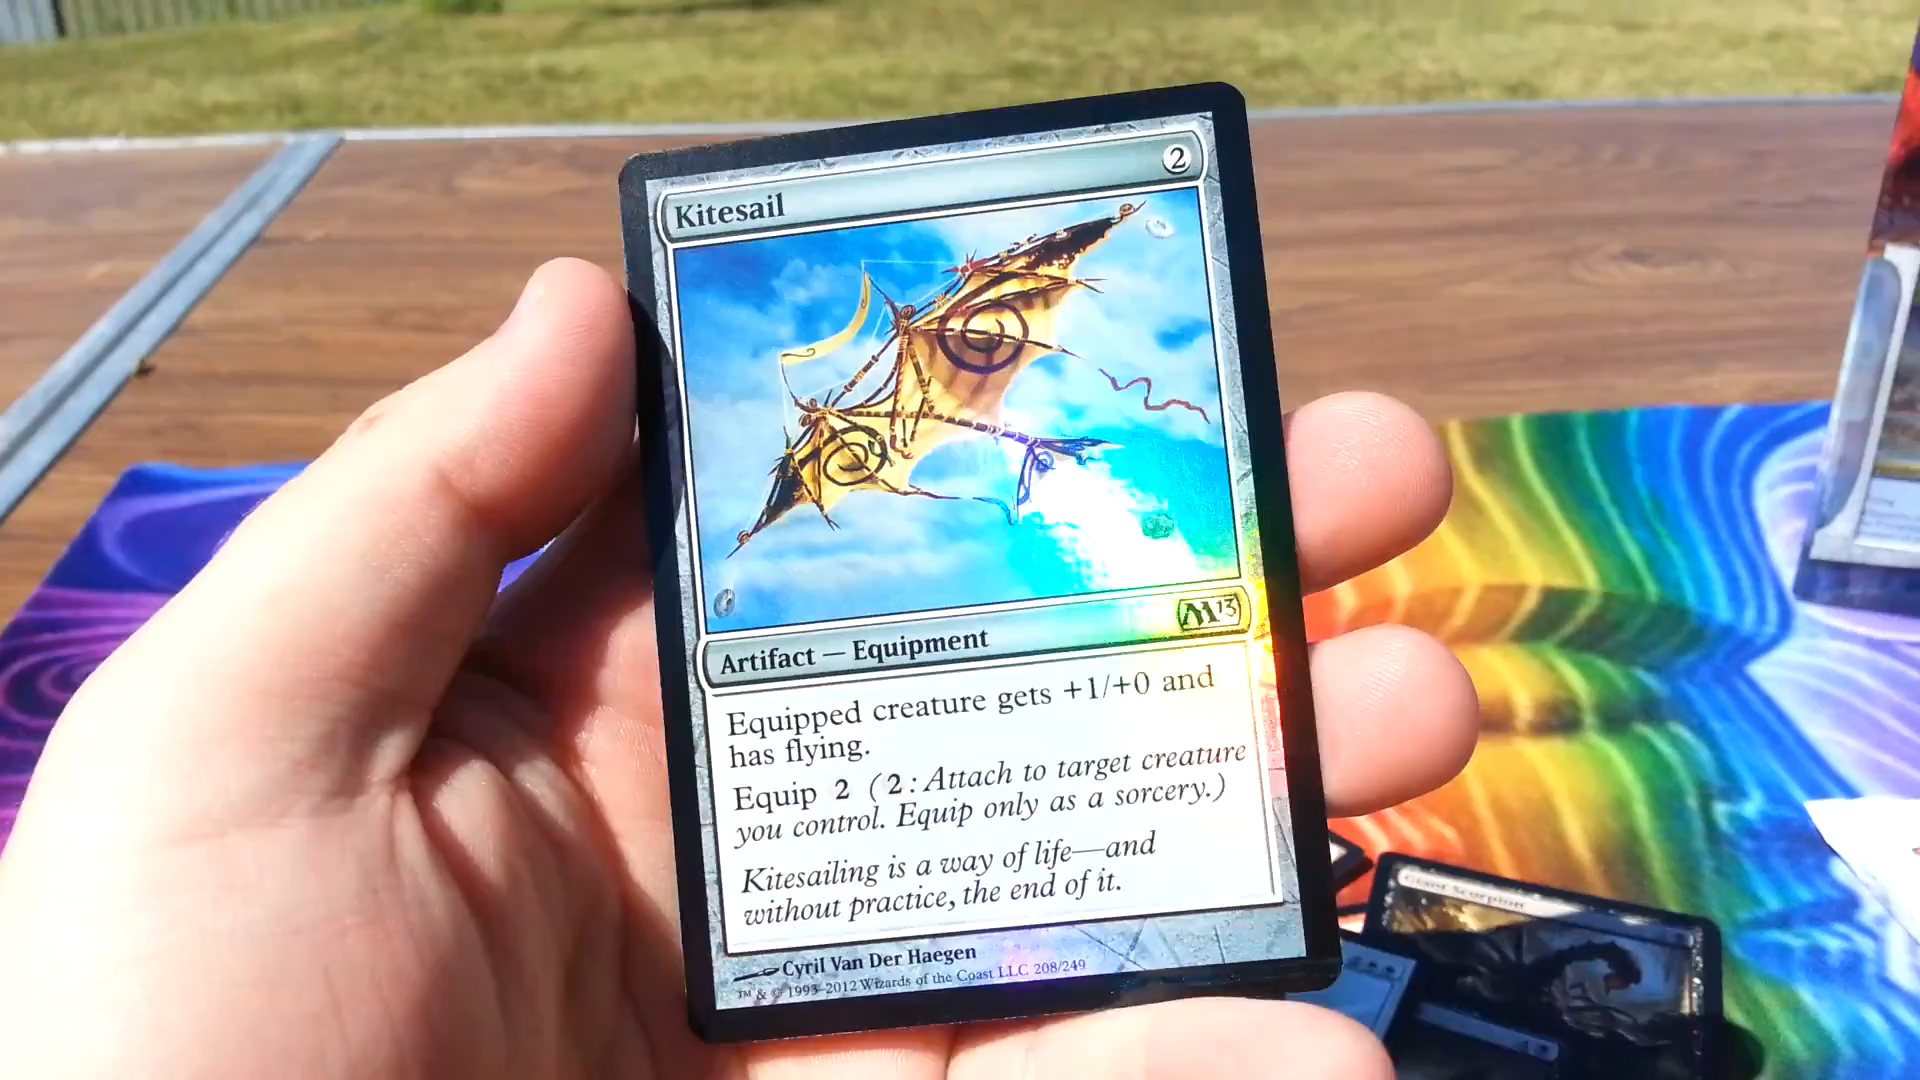 Kitesail 2
M13
Artifact — Equipment
Equipped creature gets +1/+0 and
has flying.
Equip 2 (2: Attach to target creature
you control. Equip only as a sorcery.)
Kitesailing is a way of life—and
without practice, the end of it.
Cyril Van Der Haegen
™ & © 1993–2012 Wizards of the Coast LLC 208/249
Giant Scorpion